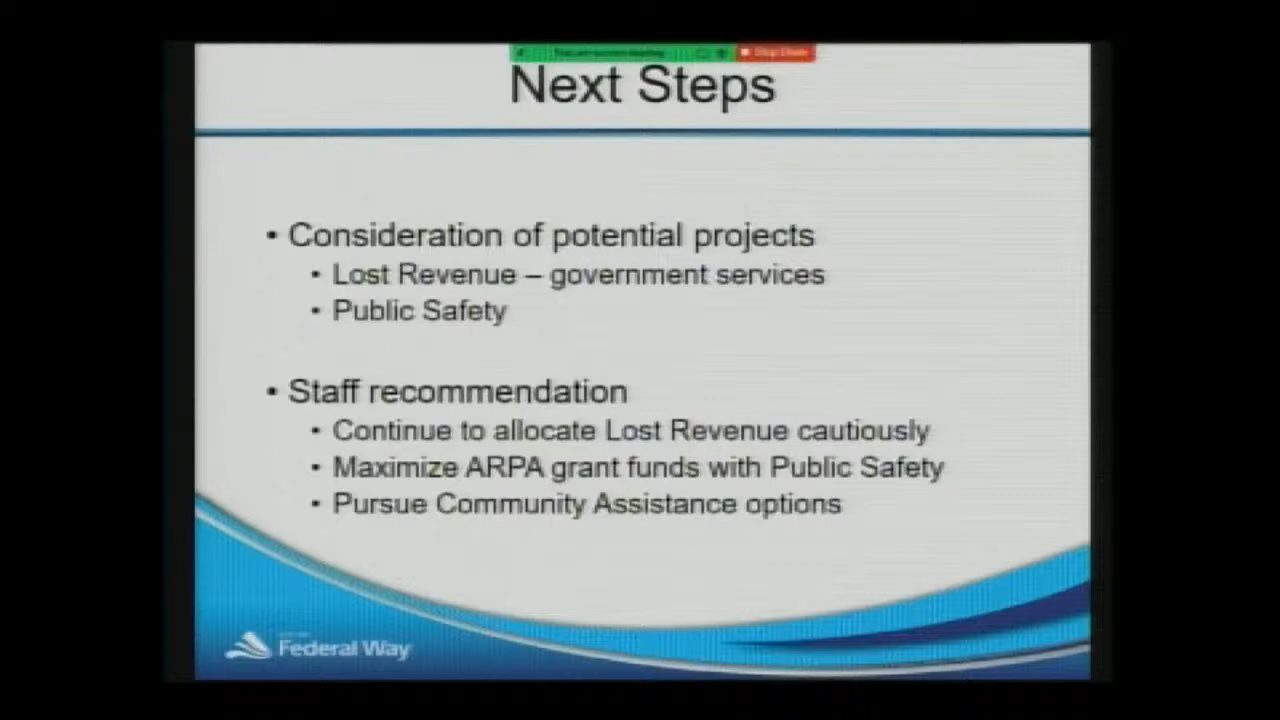 Next Steps
• Consideration of potential projects
• Lost Revenue – government services
• Public Safety
• Staff recommendation
• Continue to allocate Lost Revenue cautiously
• Maximize ARPA grant funds with Public Safety
• Pursue Community Assistance options
Federal Way